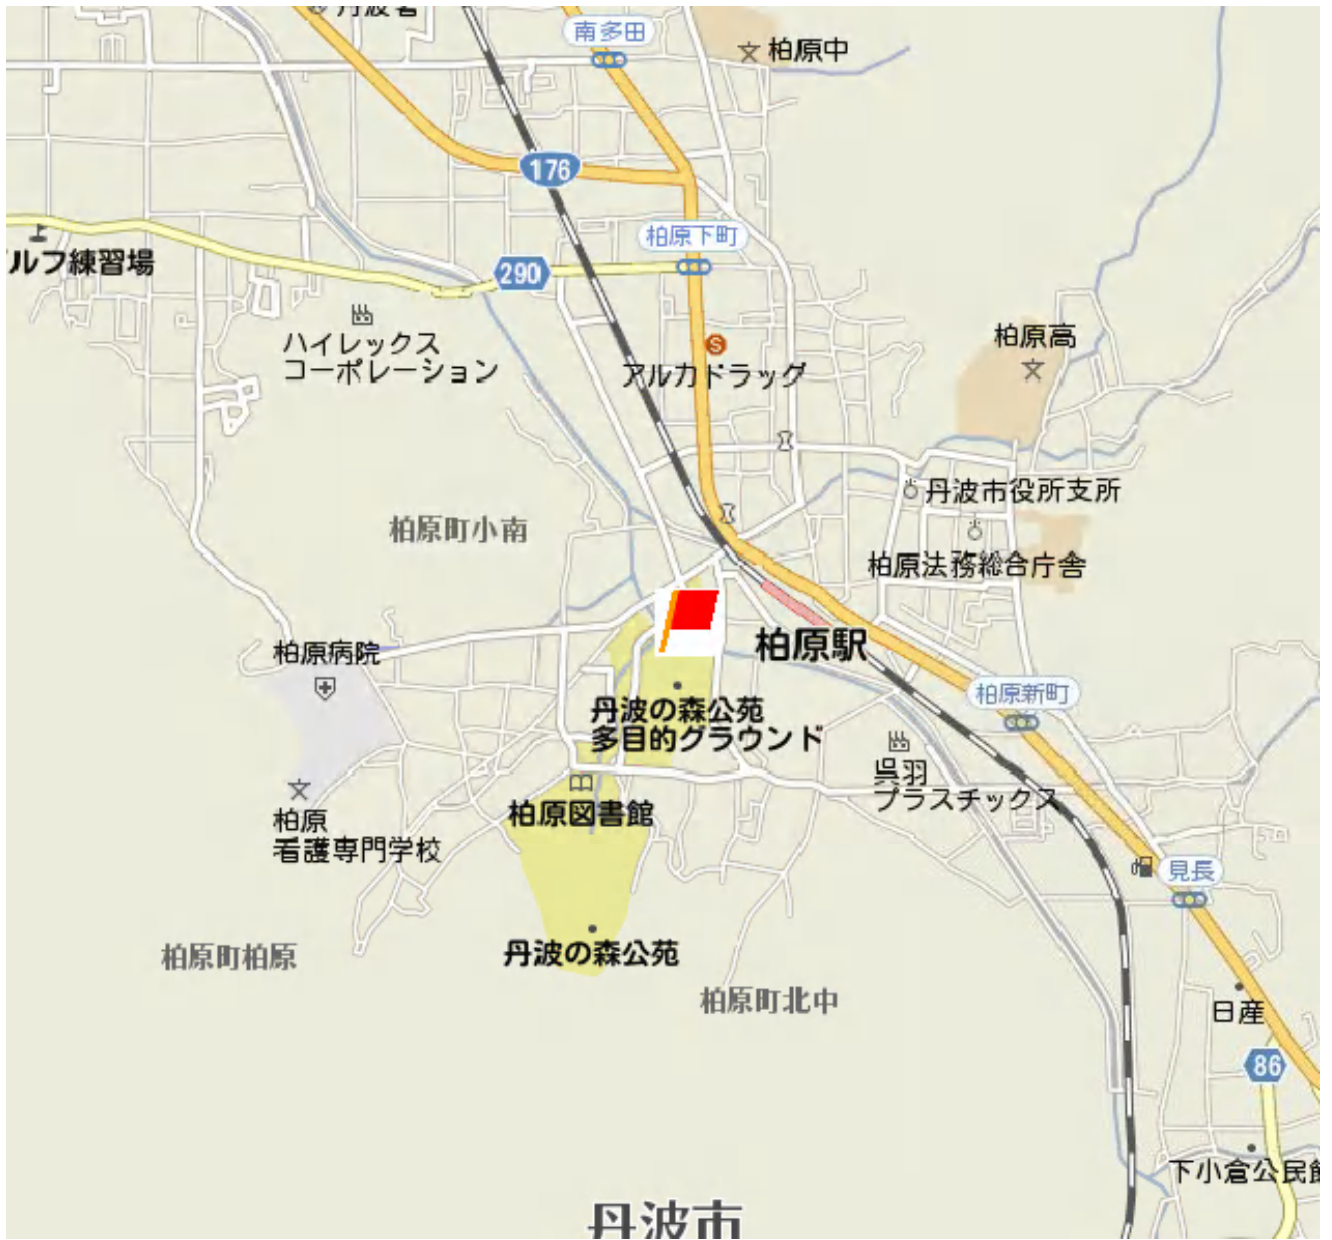 丹波署
南多田
柏原中
176
柏原下町
ルフ練習場
290
ハイレックス
コーポレーション
S
アルカドラッグ
柏原高
丹波市役所支所
柏原町小南
柏原法務総合庁舎
柏原駅
柏原病院
柏原新町
丹波の森公苑
多目的グラウンド
呉羽
プラスチックス
柏原図書館
柏原
看護専門学校
見長
丹波の森公苑
柏原町柏原
柏原町北中
日産
86
下小倉公民館
丹波市